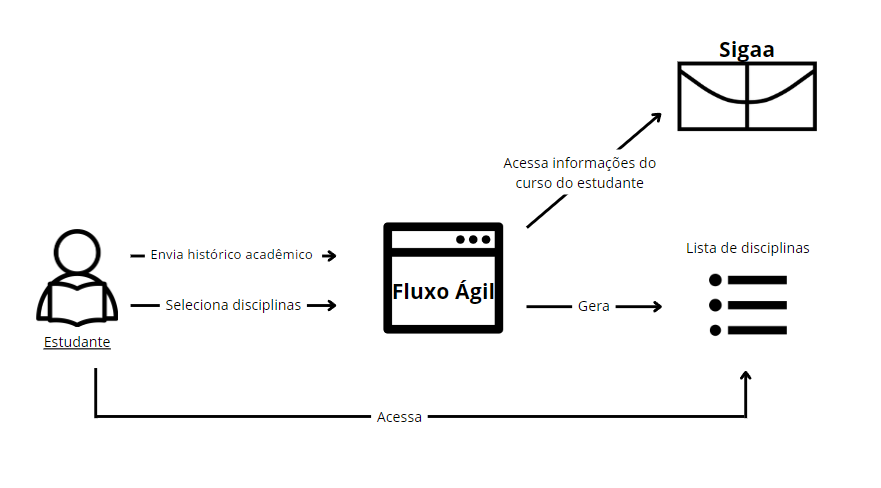 Sigaa
Acessa informações do
curso do estudante
Lista de disciplinas
Envia histórico acadêmico
Fluxo Ágil
Seleciona disciplinas
Gera
Estudante
Acessa